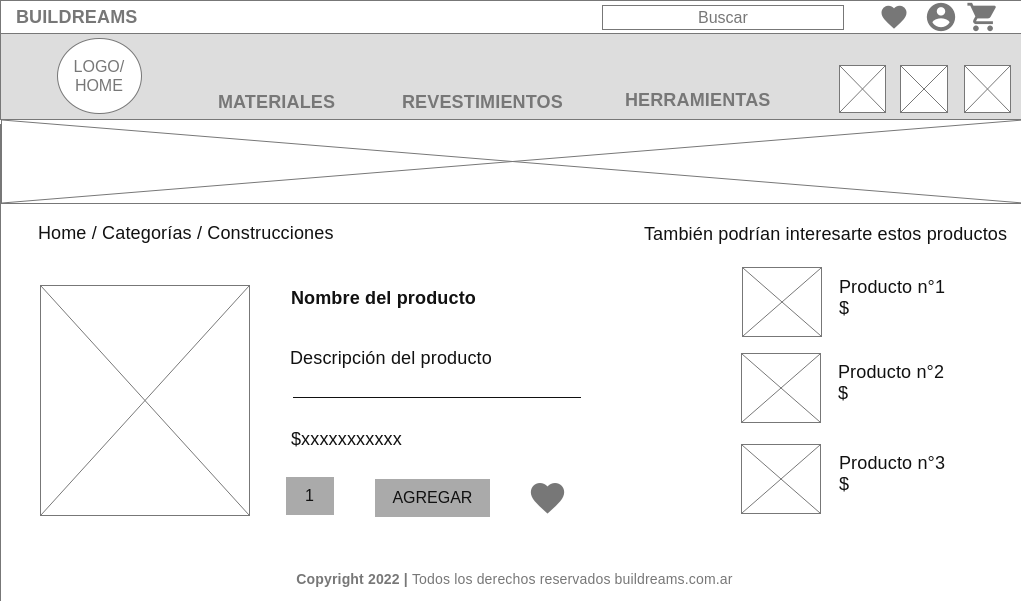 BUILDREAMS
Buscar
LOGO/
HOME
MATERIALES
REVESTIMIENTOS
HERRAMIENTAS
Home / Categorías / Construcciones
Nombre del producto
Descripción del producto
$xxxxxxxxxxx
1
AGREGAR
También podrían interesarte estos productos
Producto n°1
$
Producto n°2
$
Producto n°3
$
Copyright 2022 | Todos los derechos reservados buildreams.com.ar